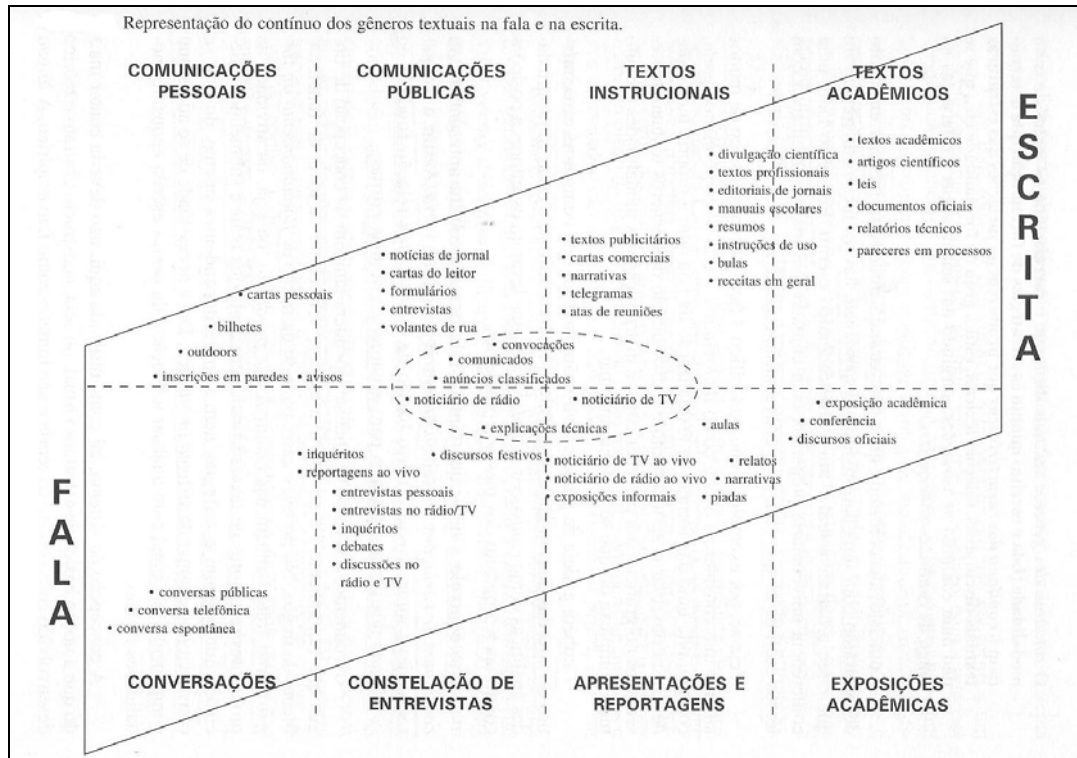 Representação do contínuo dos gêneros textuais na fala e na escrita.
COMUNICAÇÕES
PESSOAIS
COMUNICAÇÕES
PÚBLICAS
TEXTOS
INSTRUCIONAIS
TEXTOS
ACADÊMICOS
ESCRITA
• textos acadêmicos
• artigos científicos
• leis
• documentos oficiais
• relatórios técnicos
• pareceres em processos
• divulgação científica
• textos profissionais
• editoriais de jornais
• manuais escolares
• resumos
• instruções de uso
• bulas
• receitas em geral
• textos publicitários
• cartas comerciais
• narrativas
• telegramas
• atas de reuniões
• notícias de jornal
• cartas do leitor
• formulários
• entrevistas
• volantes de rua
• cartas pessoais
• bilhetes
• outdoors
• inscrições em paredes
• avisos
• convocações
• comunicados
• anúncios classificados
• noticiário de rádio
• noticiário de TV
• explicações técnicas
• aulas
• exposição acadêmica
• conferência
• discursos oficiais
• inquéritos
• reportagens ao vivo
• discursos festivos
• entrevistas pessoais
• entrevistas no rádio/TV
• inquéritos
• debates
• discussões no
rádio e TV
• noticiário de TV ao vivo
• noticiário de rádio ao vivo
• exposições informais
• relatos
• narrativas
• piadas
FALA
• conversas públicas
• conversa telefônica
• conversa espontânea
CONVERSAÇÕES
CONSTELAÇÃO DE
ENTREVISTAS
APRESENTAÇÕES E
REPORTAGENS
EXPOSIÇÕES
ACADÊMICAS